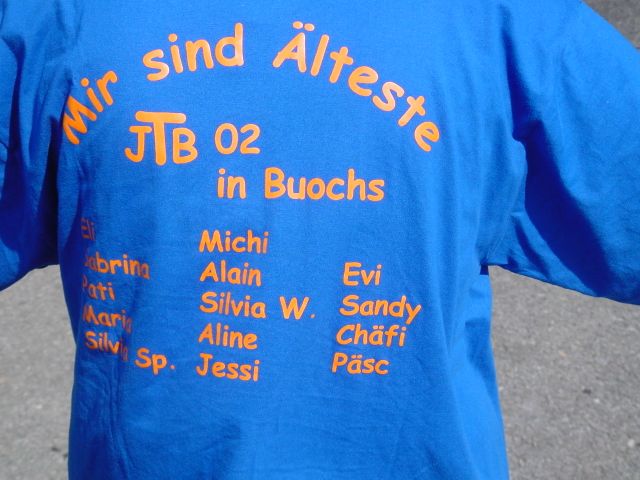 Mir sind Älteste
JTB 02
in Buochs
Eli
Sabrina
Pati
Maria
Silvia Sp.
Michi
Alain
Silvia W.
Aline
Jessi
Evi
Sandy
Chäfi
Päsc